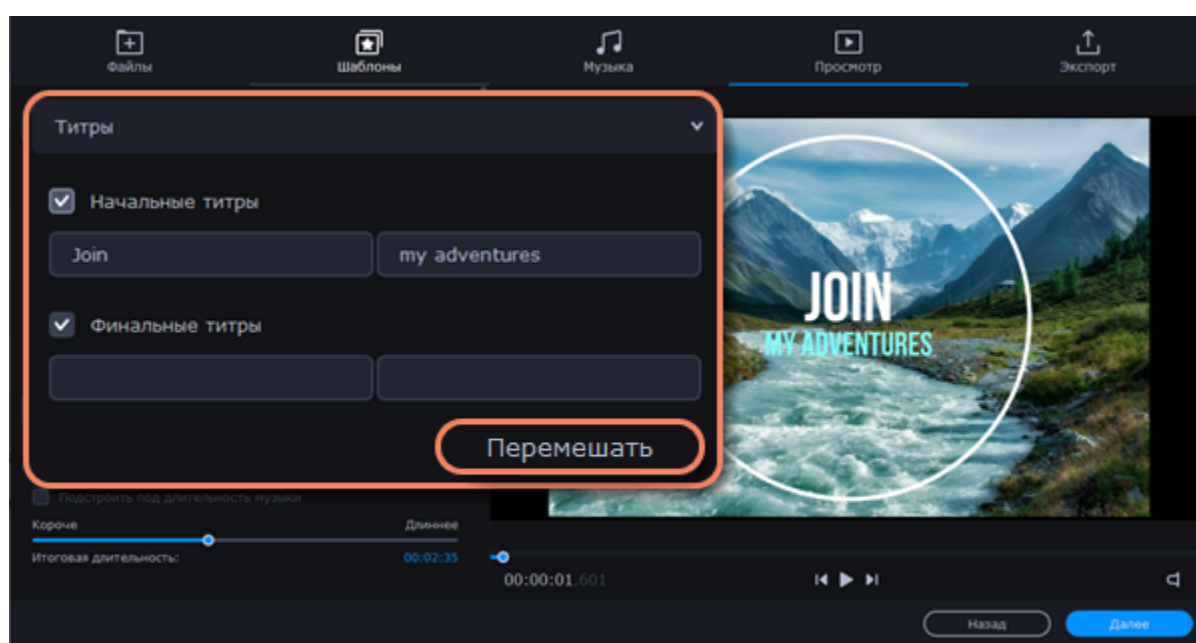 Файлы
Шаблоны
Музыка
Просмотр
Экспорт
Титры
Начальные титры
Join
my adventures
Финальные титры
Перемешать
Подстроить под длительность музыки
Короче
Длиннее
Итоговая длительность:
00:02:35
JOIN
MY ADVENTURES
00:00:01.601
Назад
Далее